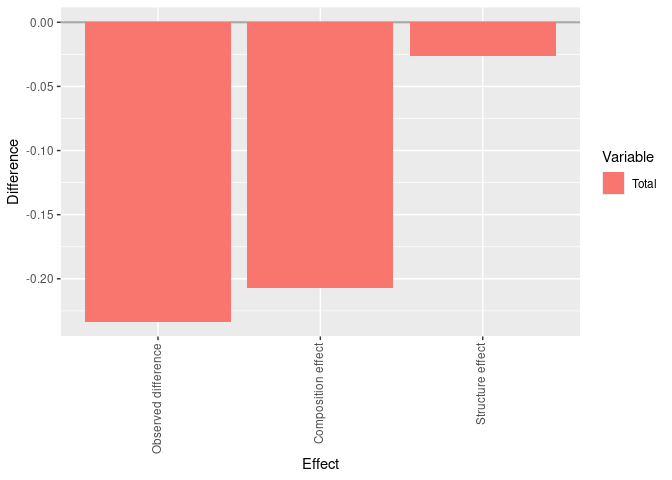 0.00
-0.05
-0.10
-0.15
-0.20
Difference
Observed difference
Composition effect
Structure effect
Effect
Variable
Total